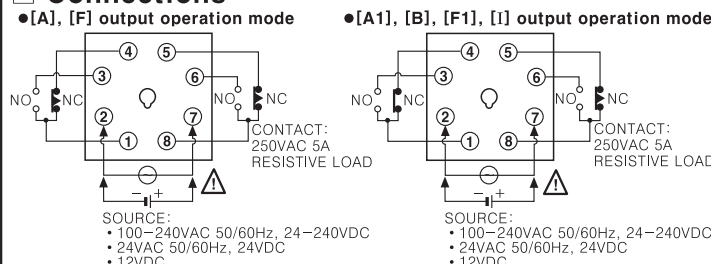 Connections
●[A], [F] output operation mode
4 5
3 6
NO NC NO NC
2 7
1 8
CONTACT:
250VAC 5A
RESISTIVE LOAD
− +
SOURCE:
• 100−240VAC 50/60Hz, 24−240VDC
• 24VAC 50/60Hz, 24VDC
• 12VDC
●[A1], [B], [F1], [I] output operation mode
4 5
3 6
NO NC NO NC
2 7
1 8
CONTACT:
250VAC 5A
RESISTIVE LOAD
− +
SOURCE:
• 100−240VAC 50/60Hz, 24−240VDC
• 24VAC 50/60Hz, 24VDC
• 12VDC